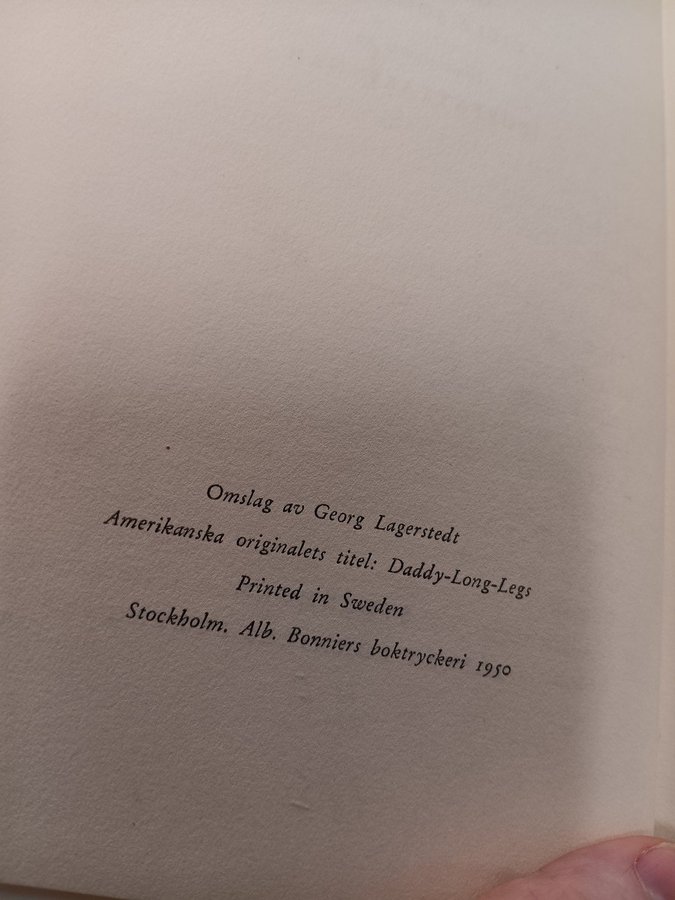 Omslag av Georg Lagerstedt
Amerikanska originalets titel: Daddy-Long-Legs
Printed in Sweden
Stockholm. Alb. Bonniers boktryckeri 1950